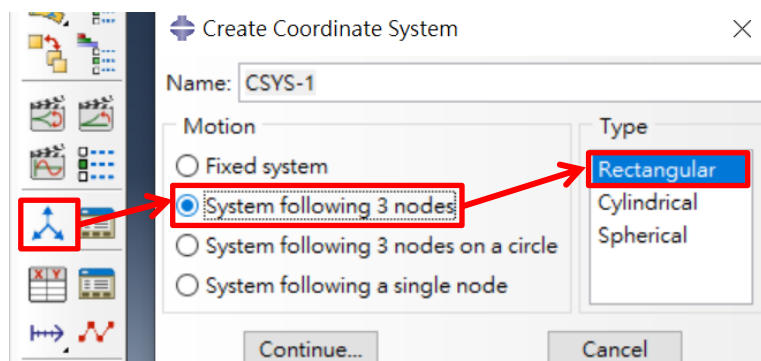 Create Coordinate System
Name: CSYS-1
Motion
Fixed system
System following 3 nodes
System following 3 nodes on a circle
System following a single node
Type
Rectangular
Cylindrical
Spherical
X Y
Continue...
Cancel